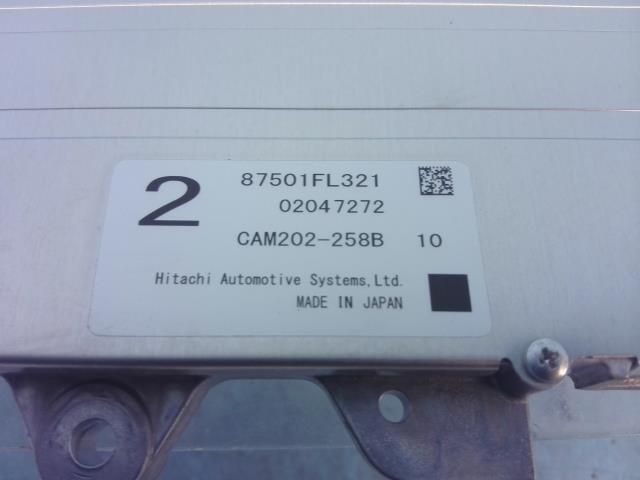 2
87501FL321
02047272
CAM202-258B 10
Hitachi Automotive Systems,Ltd.
MADE IN JAPAN